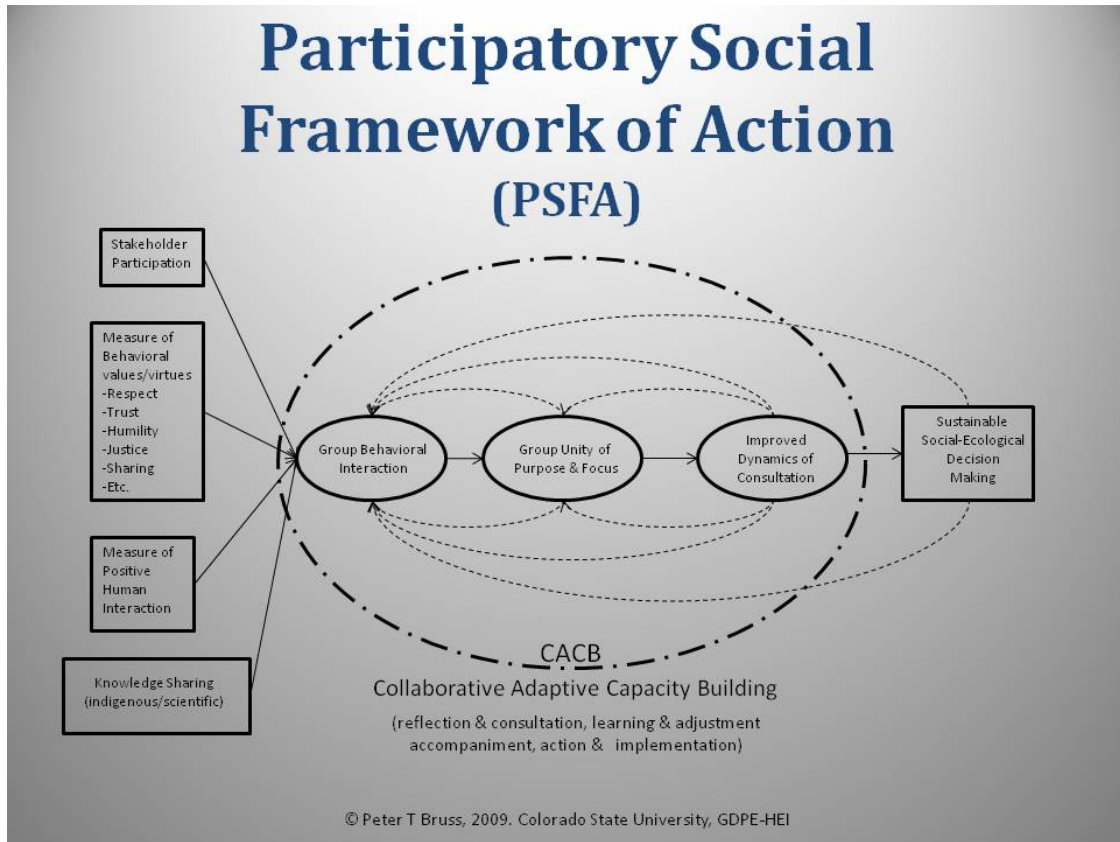 Participatory Social
Framework of Action
(PSFA)
Stakeholder
Participation
Measure of
Behavioral
values/virtues
-Respect
-Trust
-Humility
-Justice
-Sharing
-Etc.
Measure of
Positive
Human
Interaction
Knowledge Sharing
(indigenous/scientific)
Group Behavioral
Interaction
Group Unity of
Purpose & Focus
Improved
Dynamics of
Consultation
Sustainable
Social-Ecological
Decision
Making
CACB
Collaborative Adaptive Capacity Building
(reflection & consultation, learning & adjustment
accompaniment, action & implementation)
© Peter T Bruss, 2009. Colorado State University, GDPE-HEI